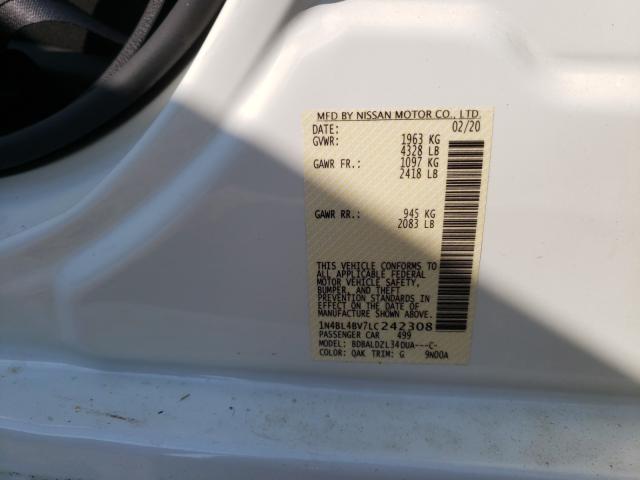 MFD BY NISSAN MOTOR CO., LTD.
DATE: 02/20
GVWR: 1963 KG
4328 LB
GAWR FR.: 1097 KG
2418 LB
GAWR RR.: 945 KG
2083 LB
THIS VEHICLE CONFORMS TO
ALL APPLICABLE FEDERAL
MOTOR VEHICLE SAFETY,
BUMPER, AND THEFT
PREVENTION STANDARDS IN
EFFECT ON THE DATE OF
MANUFACTURE SHOWN ABOVE.
1N4BL4BV7LC242308
PASSENGER CAR 499
MODEL: BDBALDZL34DUA---C-
COLOR: QAK TRIM: G 9N00A